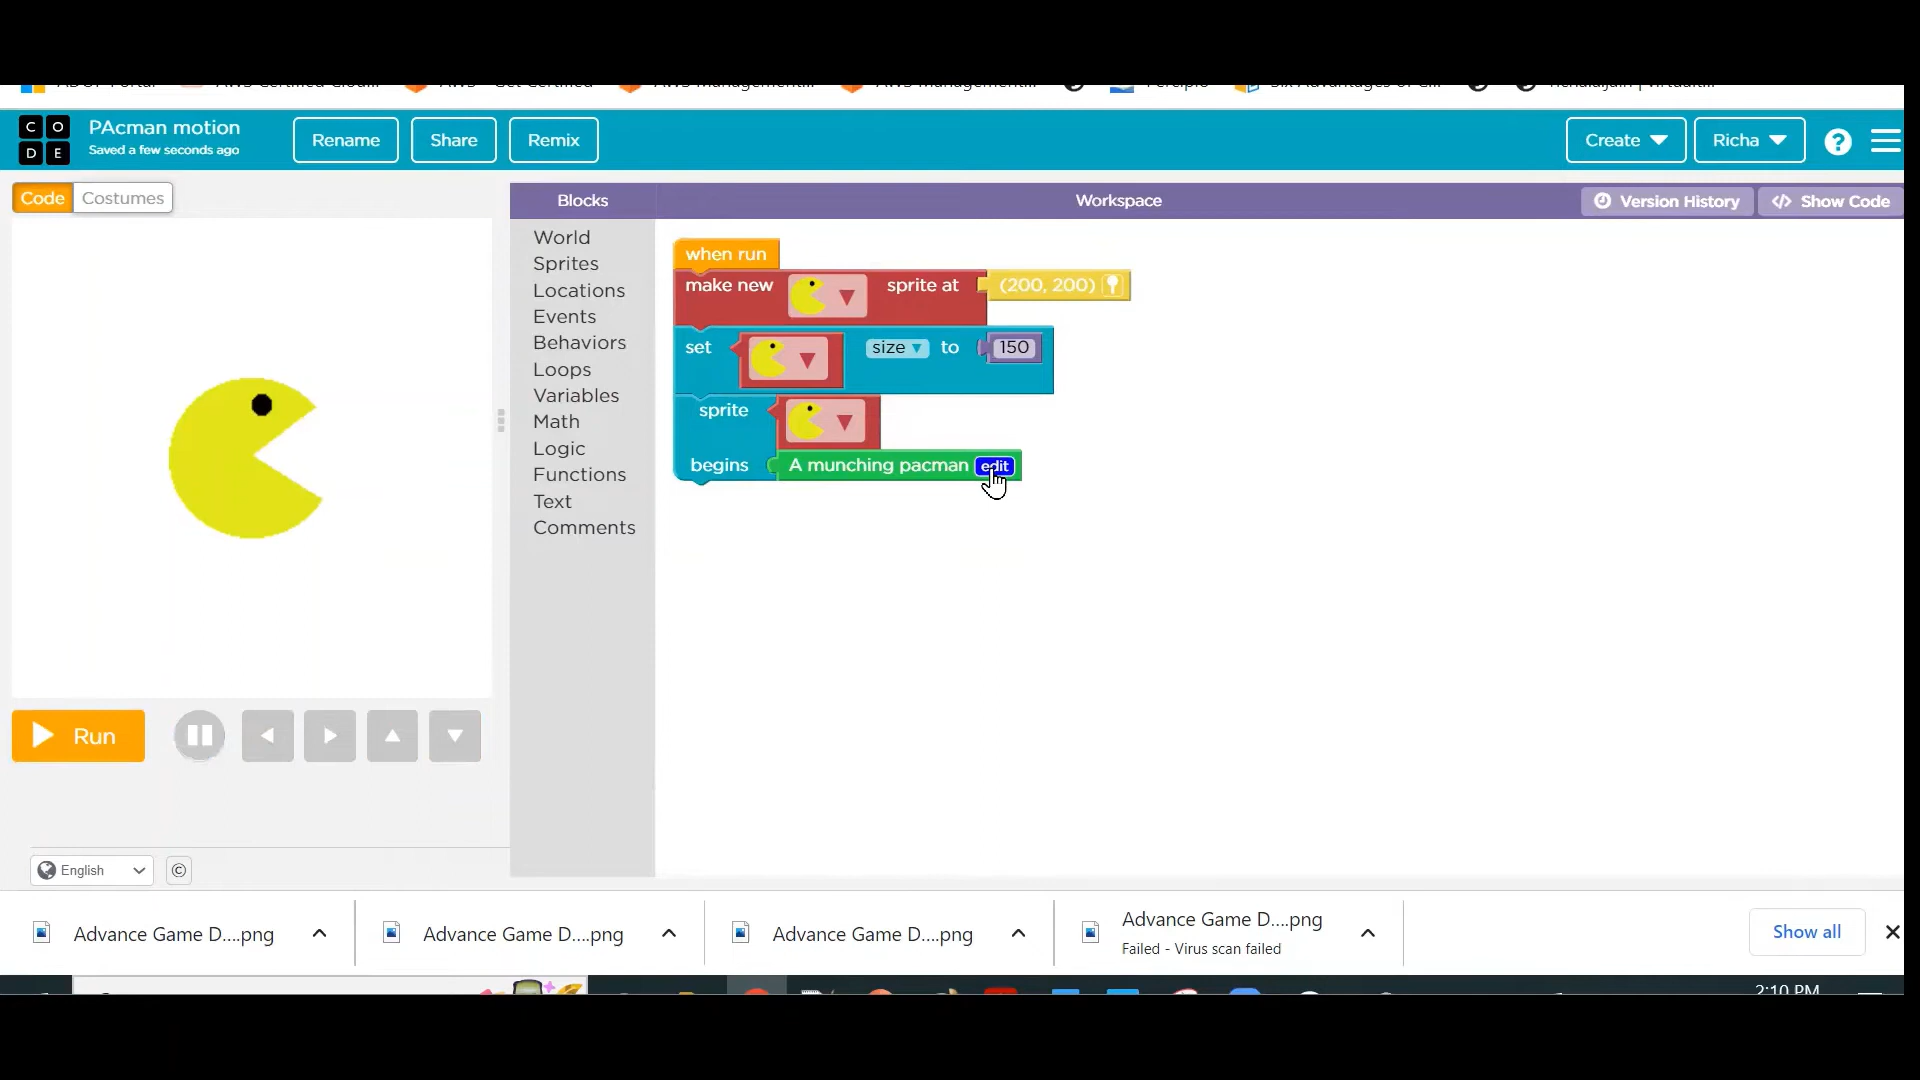 C O
D E
PAcman motion
Saved a few seconds ago
Rename
Share
Remix
Create
Richa
?
Code
Costumes
Blocks
Workspace
Version History
Show Code
World
Sprites
Locations
Events
Behaviors
Loops
Variables
Math
Logic
Functions
Text
Comments
when run
make new sprite at (200, 200)
set size to 150
sprite
begins A munching pacman edit
Run
English
©
Advance Game D....png
Advance Game D....png
Advance Game D....png
Advance Game D....png
Failed - Virus scan failed
Show all
2:10 PM